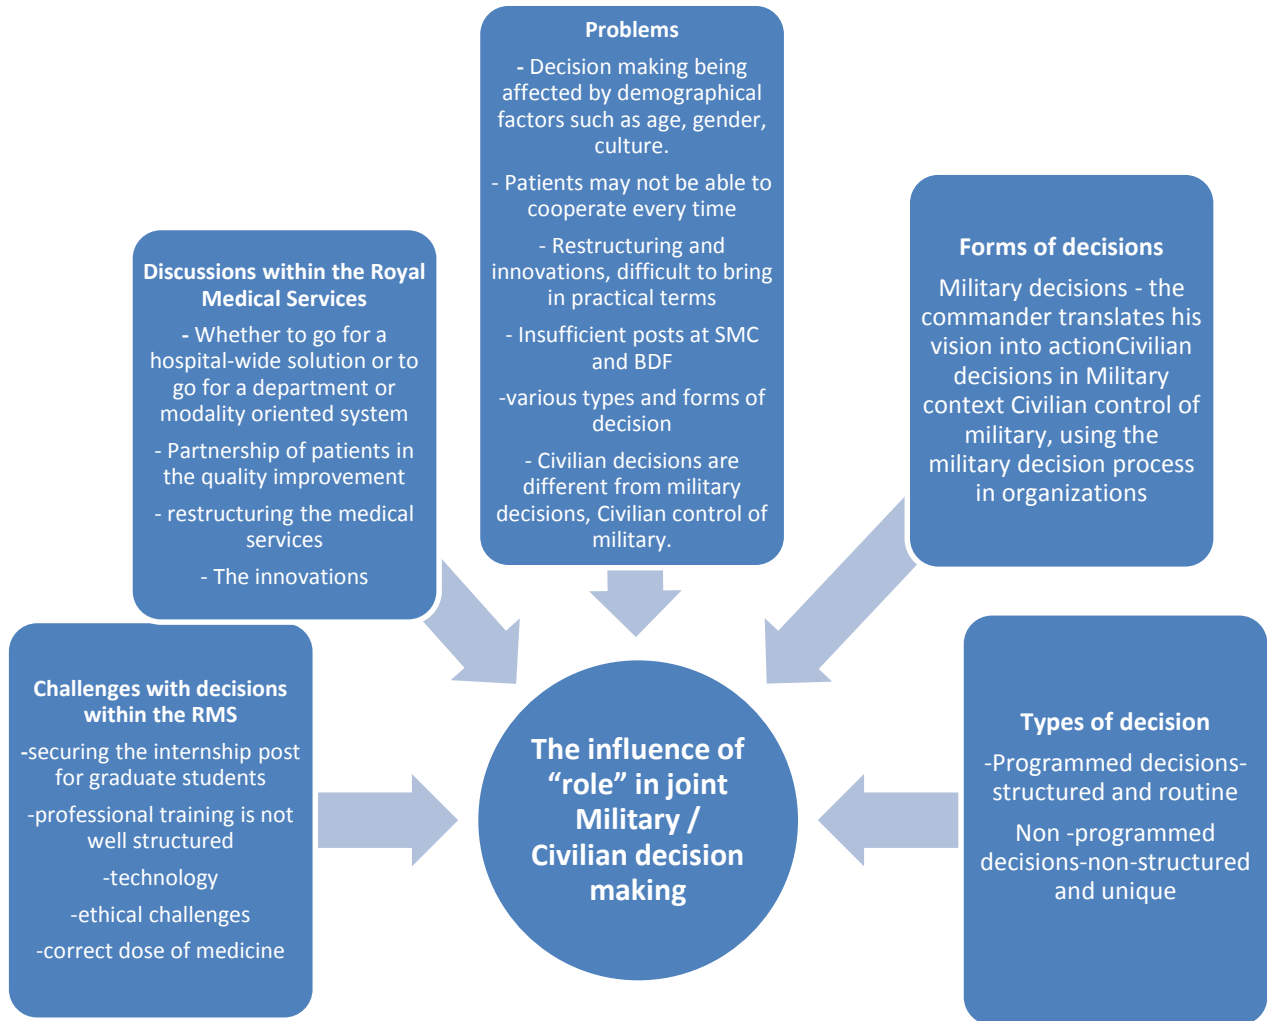 Problems
- Decision making being
affected by demographical
factors such as age, gender,
culture.
- Patients may not be able to
cooperate every time
- Restructuring and
innovations, difficult to bring
in practical terms
- Insufficient posts at SMC
and BDF
-various types and forms of
decision
- Civilian decisions are
different from military
decisions, Civilian control of
military.
Discussions within the Royal
Medical Services
- Whether to go for a
hospital-wide solution or to
go for a department or
modality oriented system
- Partnership of patients in
the quality improvement
- restructuring the medical
services
- The innovations
Forms of decisions
Military decisions - the
commander translates his
vision into actionCivilian
decisions in Military
context Civilian control of
military, using the
military decision process
in organizations
Challenges with decisions
within the RMS
-securing the internship post
for graduate students
-professional training is not
well structured
-technology
-ethical challenges
-correct dose of medicine
The influence of
“role” in joint
Military /
Civilian decision
making
Types of decision
-Programmed decisions-
structured and routine
Non -programmed
decisions-non-structured
and unique